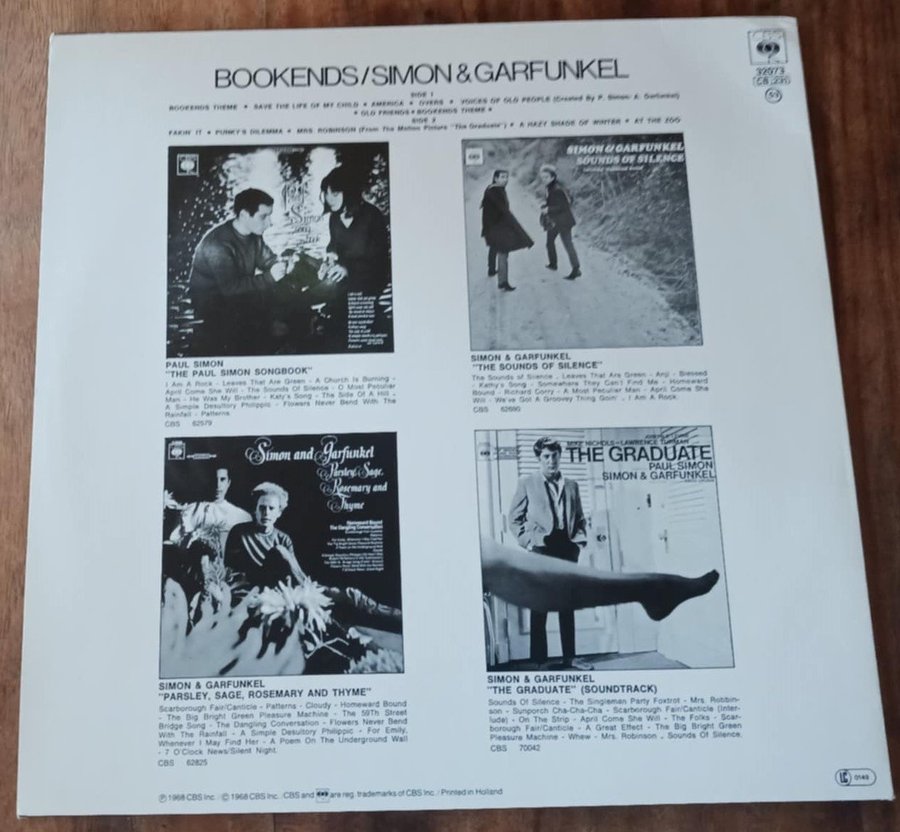 BOOKENDS/SIMON & GARFUNKEL
CBS
32073
CB 231
SIDE 1
BOOKENDS THEME • SAVE THE LIFE OF MY CHILD • AMERICA • OVERS • VOICES OF OLD PEOPLE (Created By P. Simon: A. Garfunkel)
• OLD FRIENDS • BOOKENDS THEME •
SIDE 2
FAKIN' IT • PUNKY'S DILEMMA • MRS. ROBINSON (From The Motion Picture "The Graduate") • A HAZY SHADE OF WINTER • AT THE ZOO
SIMON & GARFUNKEL
SOUNDS OF SILENCE
PAUL SIMON
"THE PAUL SIMON SONGBOOK"
I Am A Rock - Leaves That Are Green - A Church Is Burning -
April Come She Will - The Sounds Of Silence - O Most Peculiar
Man - He Was My Brother - Katy's Song - The Side Of A Hill -
A Simple Desultory Philippic - Flowers Never Bend With The
Rainfall - Patterns.
CBS 62579
SIMON & GARFUNKEL
"THE SOUNDS OF SILENCE"
The Sounds of Silence - Leaves That Are Green - Anji - Blessed
- Kathy's Song - Somewhere They Can't Find Me - Homeward
Bound - Richard Corry - A Most Peculiar Man - April Come She
Will - We've Got A Groovey Thing Goin' - I Am A Rock.
CBS 62690
Simon and Garfunkel
Parsley, Sage,
Rosemary and
Thyme
Homeward Bound
The Dangling Conversation
MIKE NICHOLS - LAWRENCE TURMAN
THE GRADUATE
PAUL SIMON
SIMON & GARFUNKEL
SIMON & GARFUNKEL
"PARSLEY, SAGE, ROSEMARY AND THYME"
Scarborough Fair/Canticle - Patterns - Cloudy - Homeward Bound
- The Big Bright Green Pleasure Machine - The 59Th Street
Bridge Song - The Dangling Conversation - Flowers Never Bend
With The Rainfall - A Simple Desultory Philippic - For Emily,
Whenever I May Find Her - A Poem On The Underground Wall
- 7 O'Clock News/Silent Night.
CBS 62825
SIMON & GARFUNKEL
"THE GRADUATE" (SOUNDTRACK)
Sounds Of Silence - The Singleman Party Foxtrot - Mrs. Robbin-
son - Sunporch Cha-Cha-Cha - Scarborough Fair/Canticle (Inter-
lude) - On The Strip - April Come She Will - The Folks - Scar-
borough Fair/Canticle - A Great Effect - The Big Bright Green
Pleasure Machine - Whew - Mrs. Robinson - Sounds Of Silence.
CBS 70042
Ⓟ 1968 CBS Inc./© 1968 CBS Inc./CBS and are reg. trademarks of CBS Inc./Printed in Holland
LC 0149